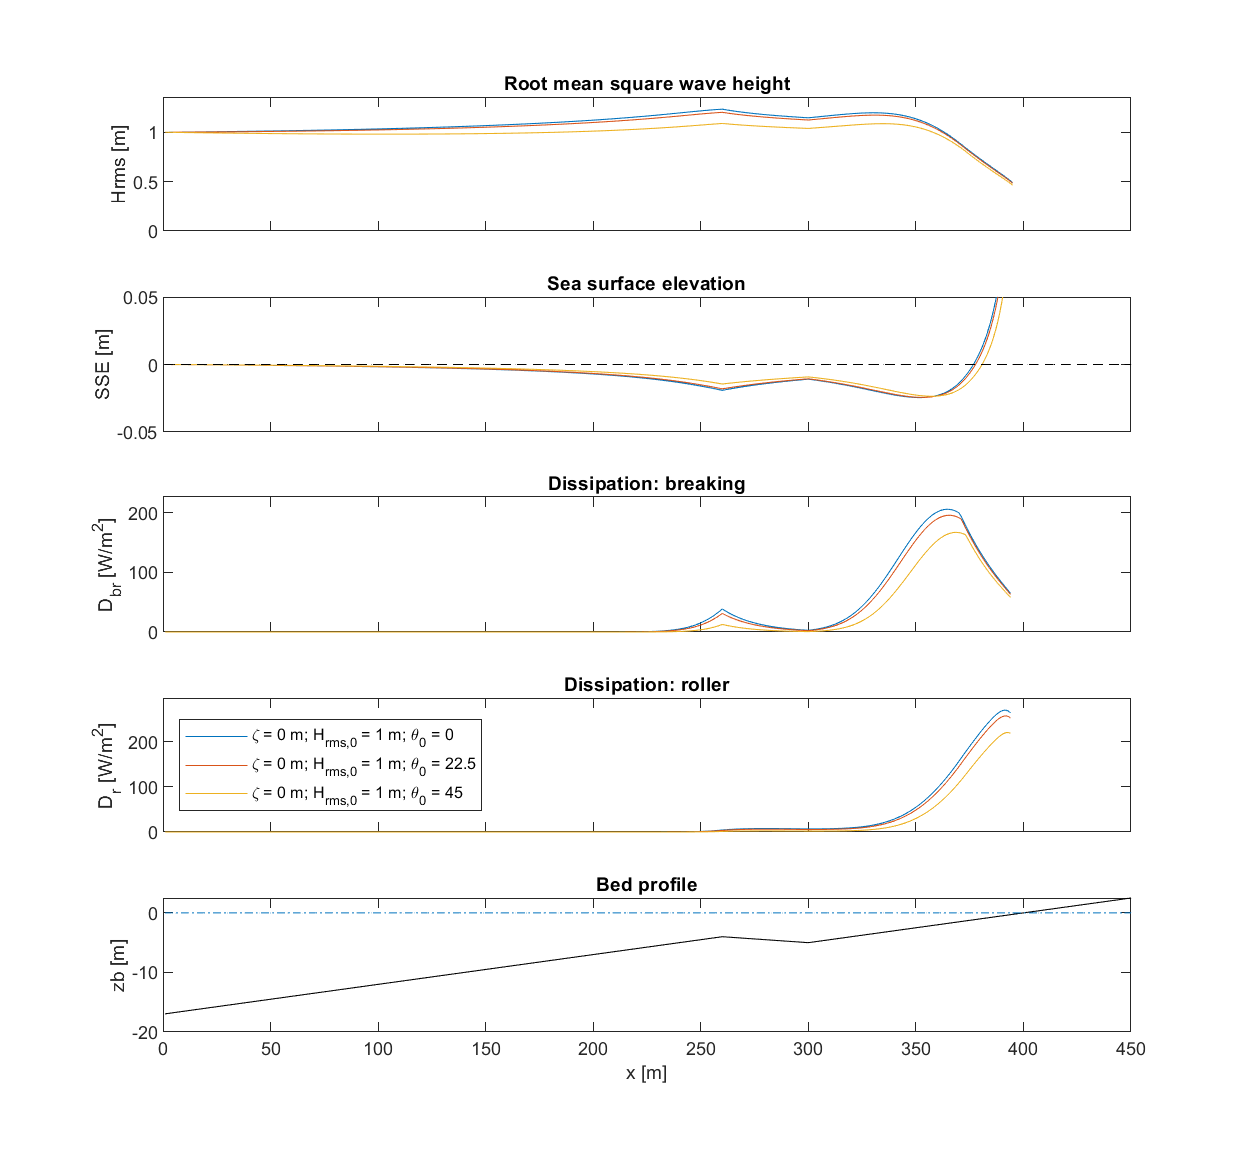 Root mean square wave height
1
0.5
0
Hrms [m]
Sea surface elevation
0.05
0
-0.05
SSE [m]
Dissipation: breaking
200
100
0
D_br [W/m²]
Dissipation: roller
200
100
0
D_r [W/m²]
ζ = 0 m; H_rms,0 = 1 m; θ_0 = 0
ζ = 0 m; H_rms,0 = 1 m; θ_0 = 22.5
ζ = 0 m; H_rms,0 = 1 m; θ_0 = 45
Bed profile
0
-10
-20
zb [m]
0 50 100 150 200 250 300 350 400 450
x [m]